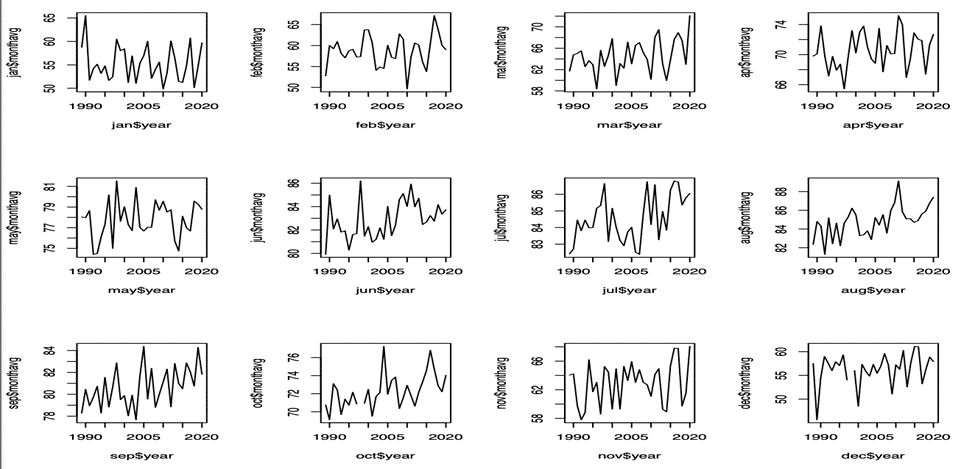 jan$monthavg
50 55 60 65
1990 2005 2020
jan$year
feb$monthavg
50 55 60
1990 2005 2020
feb$year
mar$monthavg
58 62 66 72
1990 2005 2020
mar$year
apr$monthavg
66 70 74
1990 2005 2020
apr$year
may$monthavg
75 77 79 81
1990 2005 2020
may$year
jun$monthavg
80 82 84 86
1990 2005 2020
jun$year
jul$monthavg
83 84 85 86
1990 2005 2020
jul$year
aug$monthavg
82 84 86 88
1990 2005 2020
aug$year
sep$monthavg
78 80 82 84
1990 2005 2020
sep$year
oct$monthavg
70 72 74 76
1990 2005 2020
oct$year
nov$monthavg
58 62 66
1990 2005 2020
nov$year
dec$monthavg
50 55 60
1990 2005 2020
dec$year